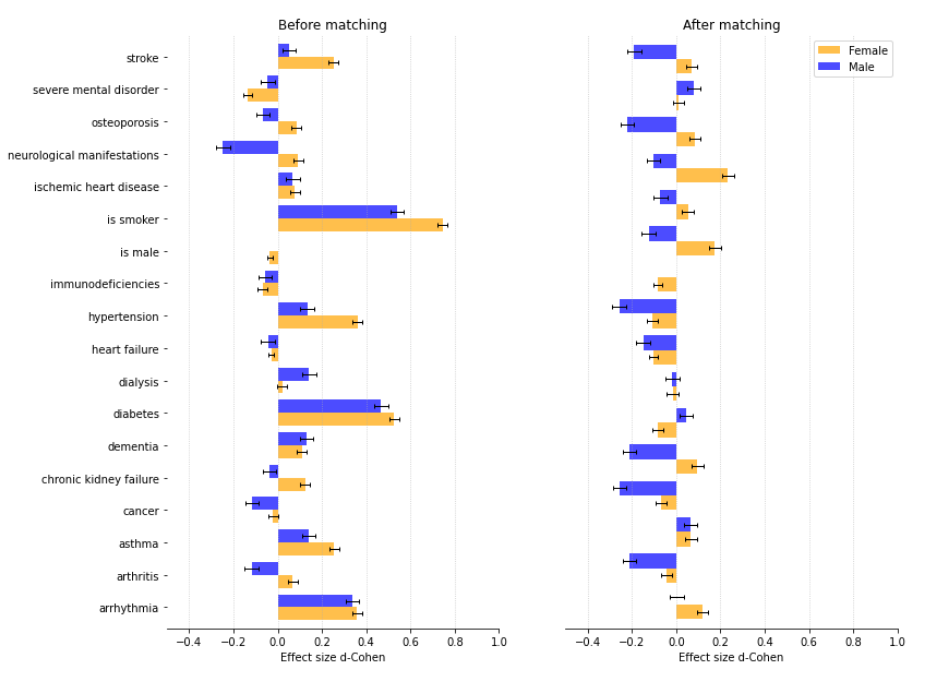 Before matching
After matching
Female
Male
stroke
severe mental disorder
osteoporosis
neurological manifestations
ischemic heart disease
is smoker
is male
immunodeficiencies
hypertension
heart failure
dialysis
diabetes
dementia
chronic kidney failure
cancer
asthma
arthritis
arrhythmia
−0.4 −0.2 0.0 0.2 0.4 0.6 0.8 1.0
−0.4 −0.2 0.0 0.2 0.4 0.6 0.8 1.0
Effect size d-Cohen
Effect size d-Cohen